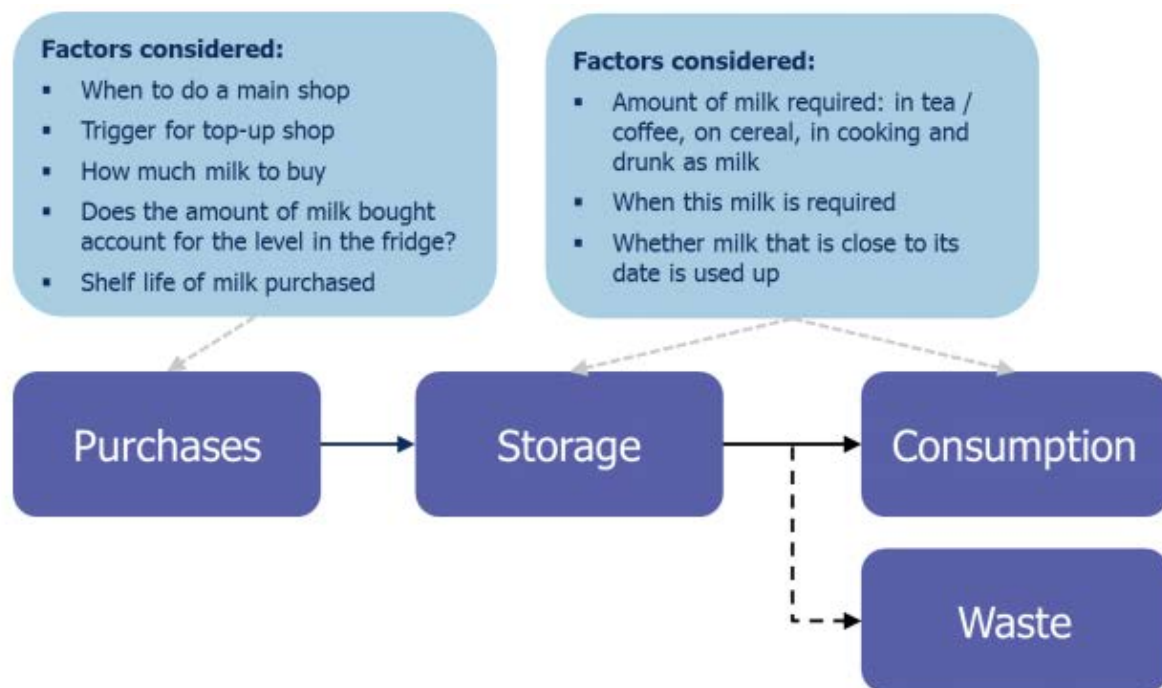 Factors considered:
▪ When to do a main shop
▪ Trigger for top-up shop
▪ How much milk to buy
▪ Does the amount of milk bought
account for the level in the fridge?
▪ Shelf life of milk purchased
Factors considered:
▪ Amount of milk required: in tea /
coffee, on cereal, in cooking and
drunk as milk
▪ When this milk is required
▪ Whether milk that is close to its
date is used up
Purchases
Storage
Consumption
Waste